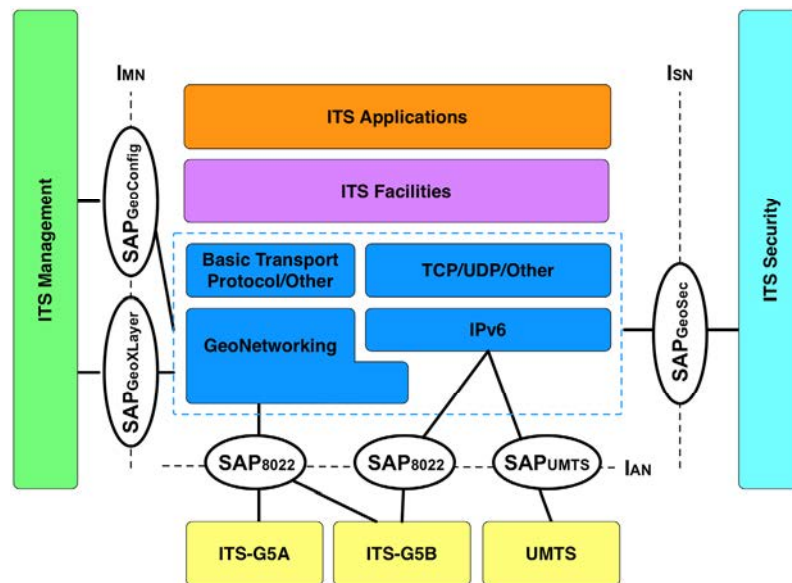 IMN
ISN
ITS Management
SAPGeoConfig
SAPGeoXLayer
ITS Applications
ITS Facilities
Basic Transport
Protocol/Other
TCP/UDP/Other
GeoNetworking
IPv6
SAPGeoSec
ITS Security
SAP8022
SAP8022
SAPUMTS
IAN
ITS-G5A
ITS-G5B
UMTS